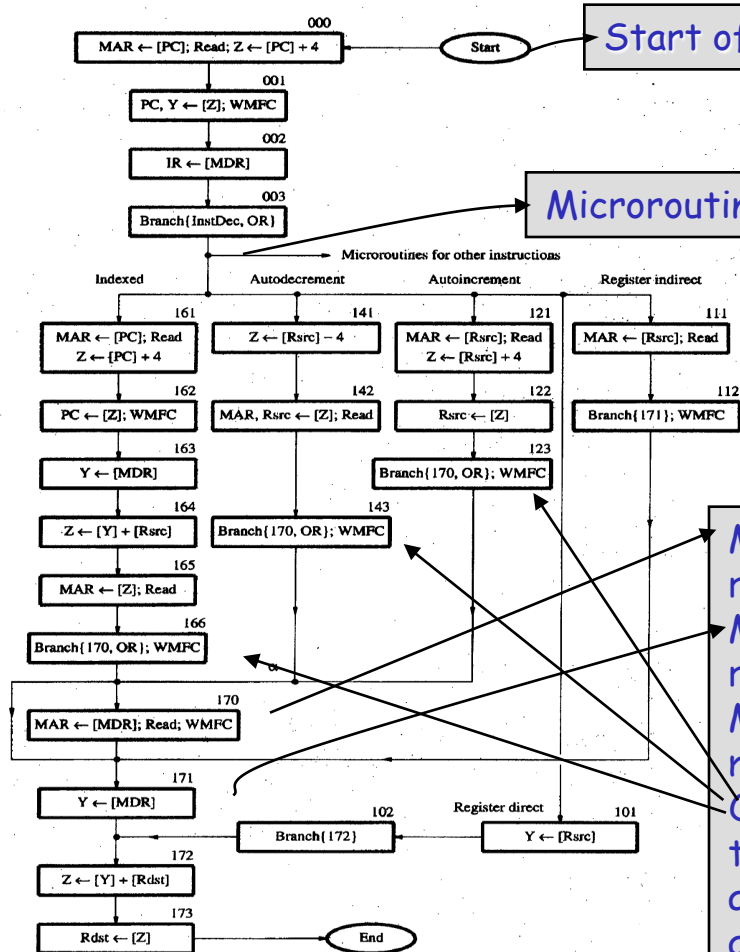 000
MAR ← [PC]; Read; Z ← [PC] + 4
Start
Start of
001
PC, Y ← [Z]; WMFC
002
IR ← [MDR]
003
Branch{InstDec, OR}
Microroutin
Microroutines for other instructions
Indexed
Autodecrement
Autoincrement
Register indirect
161
MAR ← [PC]; Read
Z ← [PC] + 4
141
Z ← [Rsrc] − 4
121
MAR ← [Rsrc]; Read
Z ← [Rsrc] + 4
111
MAR ← [Rsrc]; Read
162
PC ← [Z]; WMFC
142
MAR, Rsrc ← [Z]; Read
122
Rsrc ← [Z]
112
Branch{171}; WMFC
163
Y ← [MDR]
123
Branch{170, OR}; WMFC
164
Z ← [Y] + [Rsrc]
143
Branch{170, OR}; WMFC
165
MAR ← [Z]; Read
166
Branch{170, OR}; WMFC
α
170
MAR ← [MDR]; Read; WMFC
171
Y ← [MDR]
102
Branch{172}
Register direct
101
Y ← [Rsrc]
172
Z ← [Y] + [Rdst]
173
Rdst ← [Z]
End